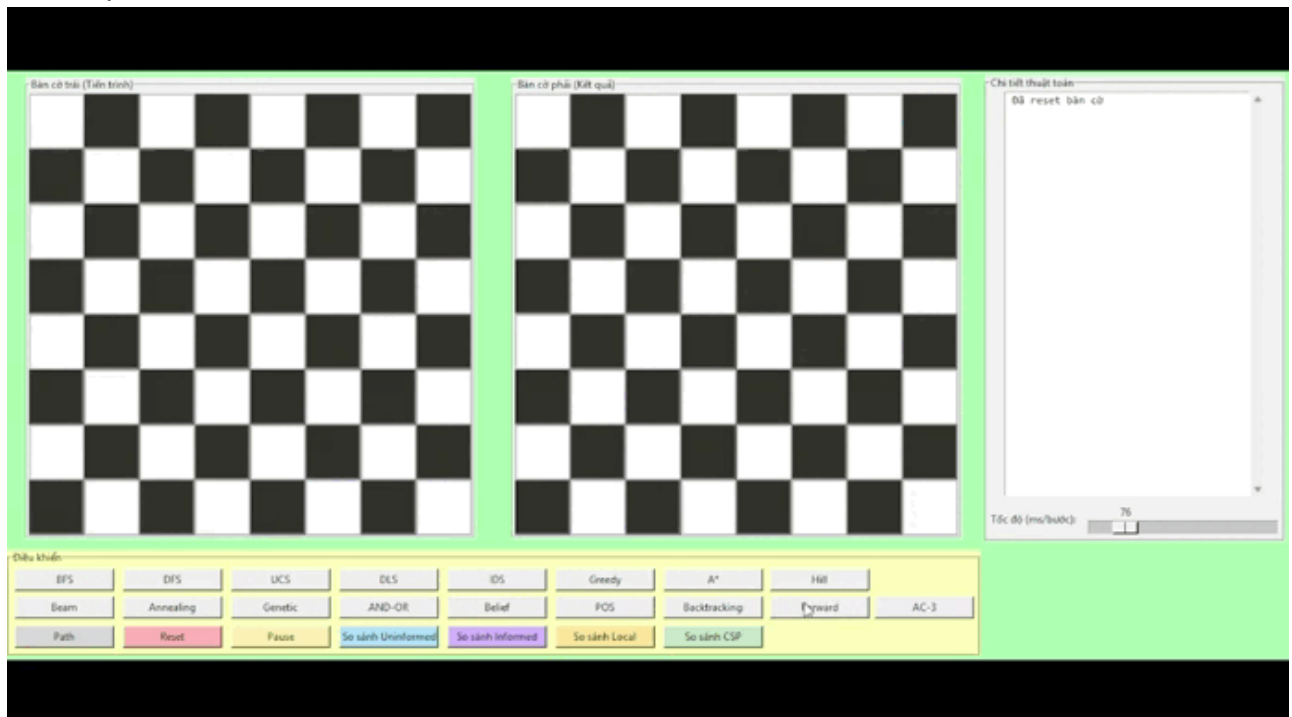 Bàn cờ trái (Tiến trình)
Bàn cờ phải (Kết quả)
Chi tiết thuật toán
Đã reset bàn cờ
Tốc độ (ms/bước):
76
Điều khiển
BFS
DFS
UCS
DLS
IDS
Greedy
A*
Hill
Beam
Annealing
Genetic
AND-OR
Belief
POS
Backtracking
Forward
AC-3
Path
Reset
Pause
So sánh Uninformed
So sánh Informed
So sánh Local
So sánh CSP